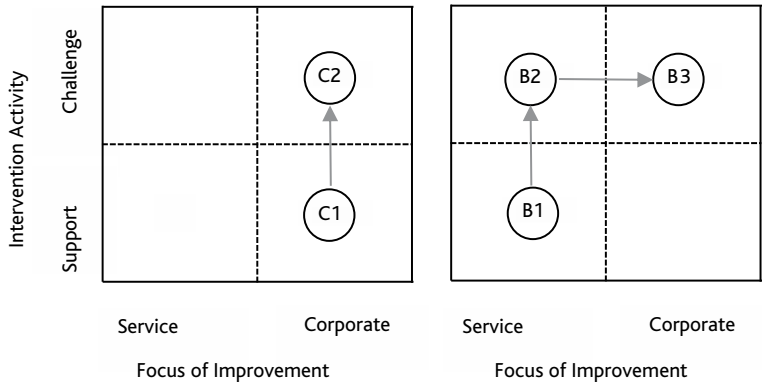 Intervention Activity
Challenge
Support
C2
C1
B2
B3
B1
Service
Corporate
Service
Corporate
Focus of Improvement
Focus of Improvement